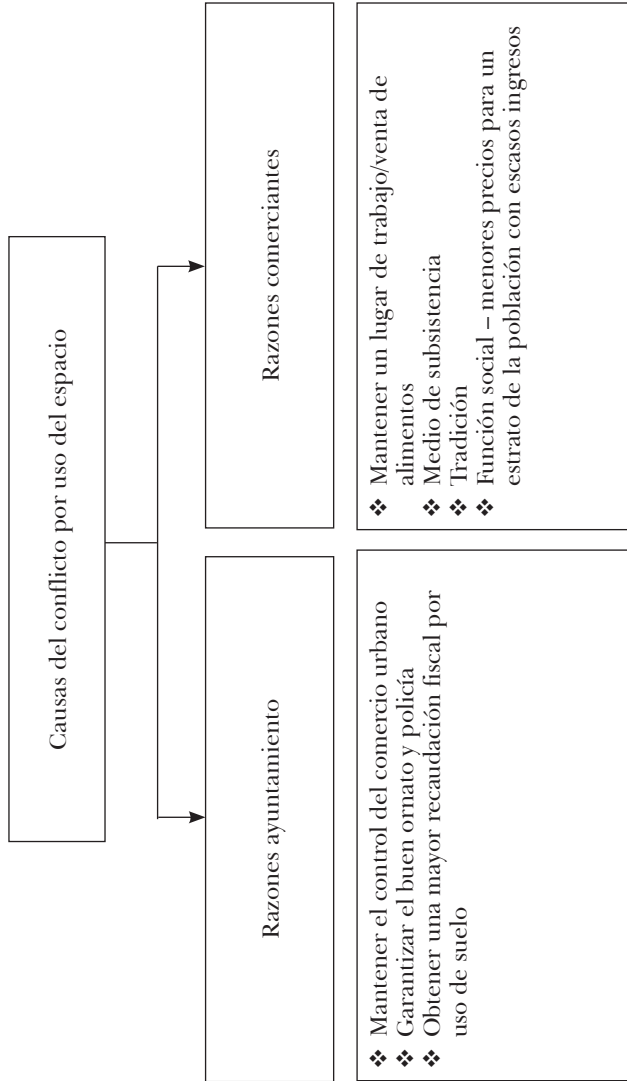 Causas del conflicto por uso del espacio
Razones ayuntamiento
❖ Mantener el control del comercio urbano
❖ Garantizar el buen ornato y policía
❖ Obtener una mayor recaudación fiscal por
uso de suelo
Razones comerciantes
❖ Mantener un lugar de trabajo/venta de
alimentos
❖ Medio de subsistencia
❖ Tradición
❖ Función social – menores precios para un
estrato de la población con escasos ingresos